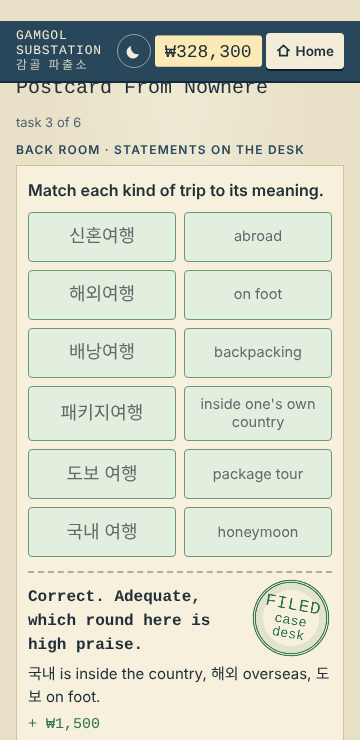 GAMGOL
SUBSTATION
감골 파출소
₩328,300
Home
Postcard From Nowhere
task 3 of 6
BACK ROOM · STATEMENTS ON THE DESK
Match each kind of trip to its meaning.
신혼여행
abroad
해외여행
on foot
배낭여행
backpacking
패키지여행
inside one's own
country
도보 여행
package tour
국내 여행
honeymoon
Correct. Adequate,
which round here is
high praise.
FILED
case
desk
국내 is inside the country, 해외 overseas, 도
보 on foot.
+ ₩1,500